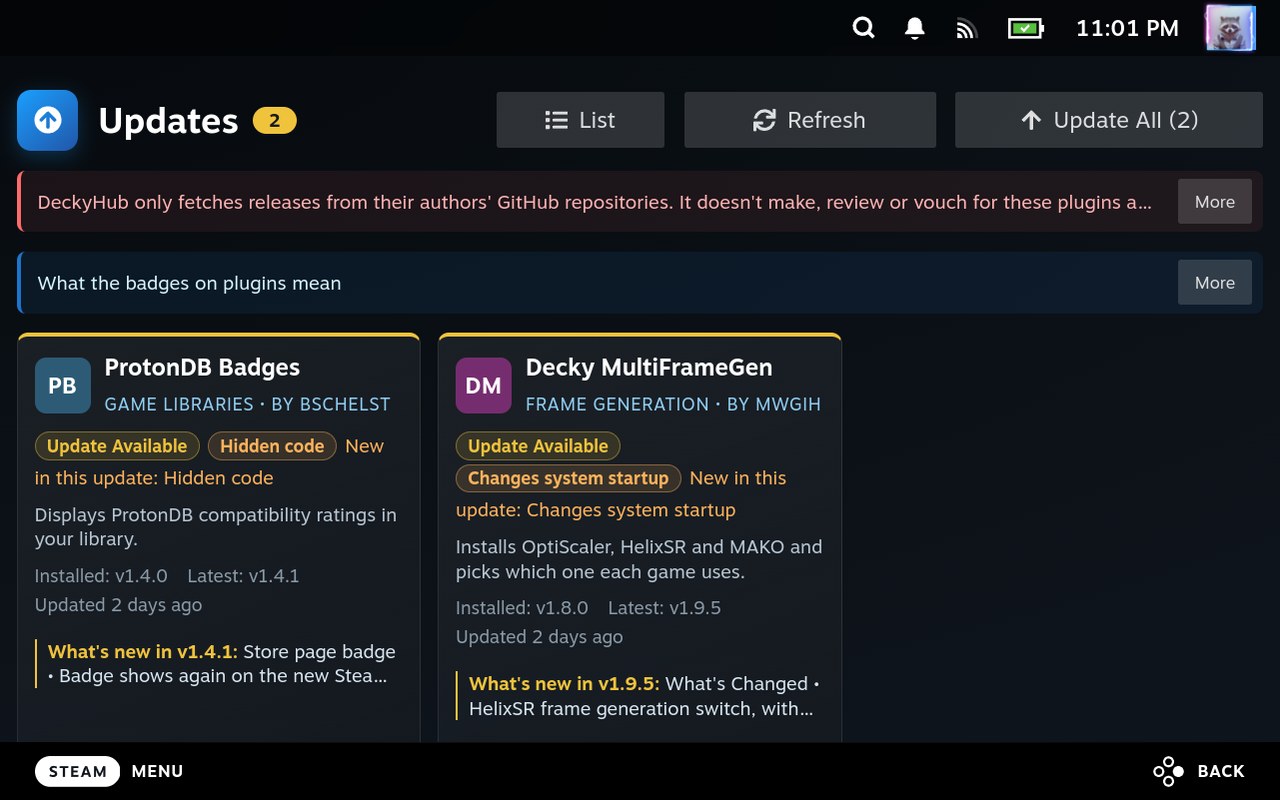 11:01 PM
Updates 2
List
Refresh
Update All (2)
DeckyHub only fetches releases from their authors' GitHub repositories. It doesn't make, review or vouch for these plugins a...
More
What the badges on plugins mean
More
PB
ProtonDB Badges
GAME LIBRARIES • BY BSCHELST
Update Available Hidden code New
in this update: Hidden code
Displays ProtonDB compatibility ratings in
your library.
Installed: v1.4.0 Latest: v1.4.1
Updated 2 days ago
What's new in v1.4.1: Store page badge
• Badge shows again on the new Stea...
DM
Decky MultiFrameGen
FRAME GENERATION • BY MWGIH
Update Available
Changes system startup New in this
update: Changes system startup
Installs OptiScaler, HelixSR and MAKO and
picks which one each game uses.
Installed: v1.8.0 Latest: v1.9.5
Updated 2 days ago
What's new in v1.9.5: What's Changed •
HelixSR frame generation switch, with...
STEAM MENU
BACK